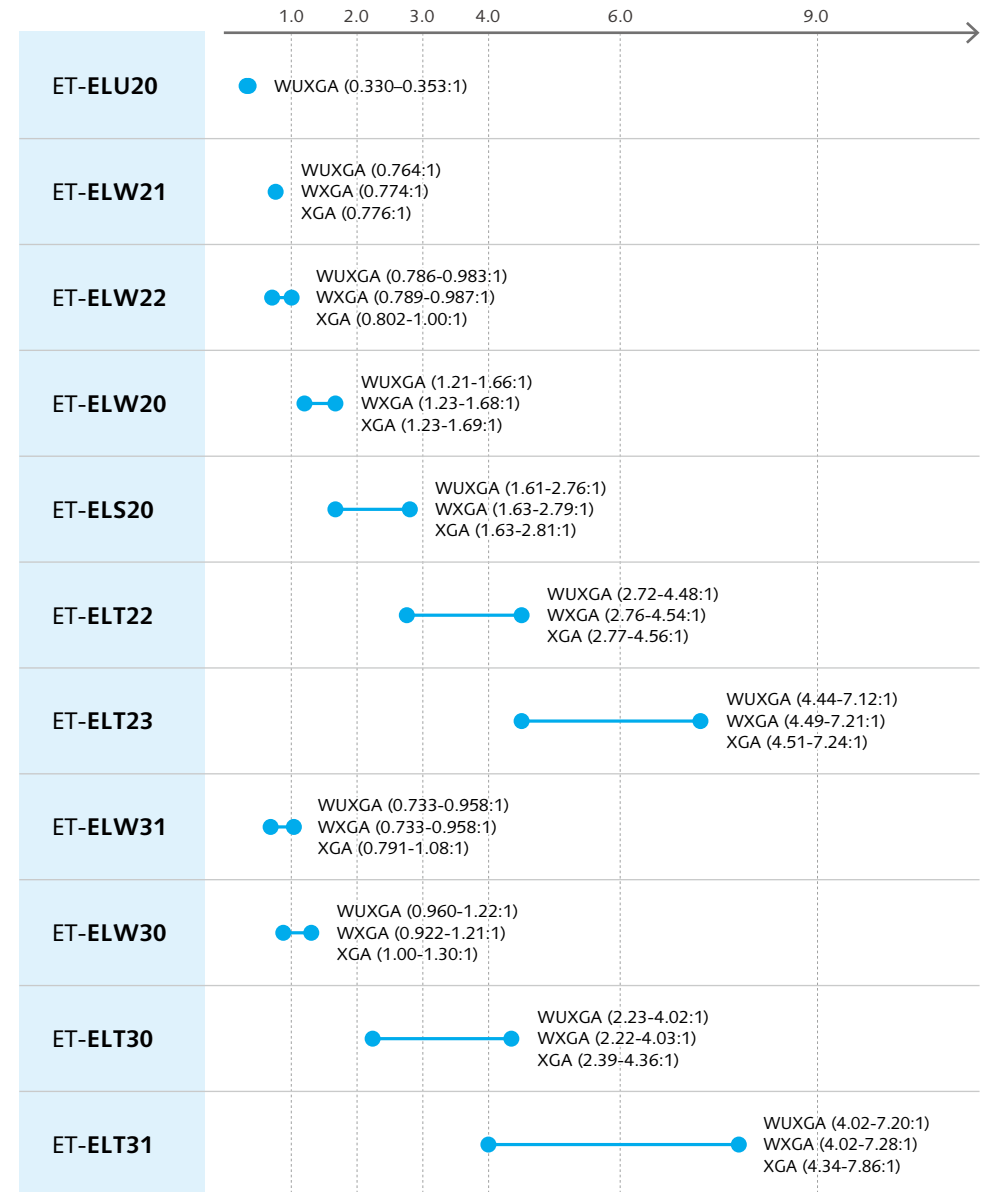 1.0 2.0 3.0 4.0 6.0 9.0
ET-ELU20
WUXGA (0.330–0.353:1)
ET-ELW21
WUXGA (0.764:1)
WXGA (0.774:1)
XGA (0.776:1)
ET-ELW22
WUXGA (0.786-0.983:1)
WXGA (0.789-0.987:1)
XGA (0.802-1.00:1)
ET-ELW20
WUXGA (1.21-1.66:1)
WXGA (1.23-1.68:1)
XGA (1.23-1.69:1)
ET-ELS20
WUXGA (1.61-2.76:1)
WXGA (1.63-2.79:1)
XGA (1.63-2.81:1)
ET-ELT22
WUXGA (2.72-4.48:1)
WXGA (2.76-4.54:1)
XGA (2.77-4.56:1)
ET-ELT23
WUXGA (4.44-7.12:1)
WXGA (4.49-7.21:1)
XGA (4.51-7.24:1)
ET-ELW31
WUXGA (0.733-0.958:1)
WXGA (0.733-0.958:1)
XGA (0.791-1.08:1)
ET-ELW30
WUXGA (0.960-1.22:1)
WXGA (0.922-1.21:1)
XGA (1.00-1.30:1)
ET-ELT30
WUXGA (2.23-4.02:1)
WXGA (2.22-4.03:1)
XGA (2.39-4.36:1)
ET-ELT31
WUXGA (4.02-7.20:1)
WXGA (4.02-7.28:1)
XGA (4.34-7.86:1)